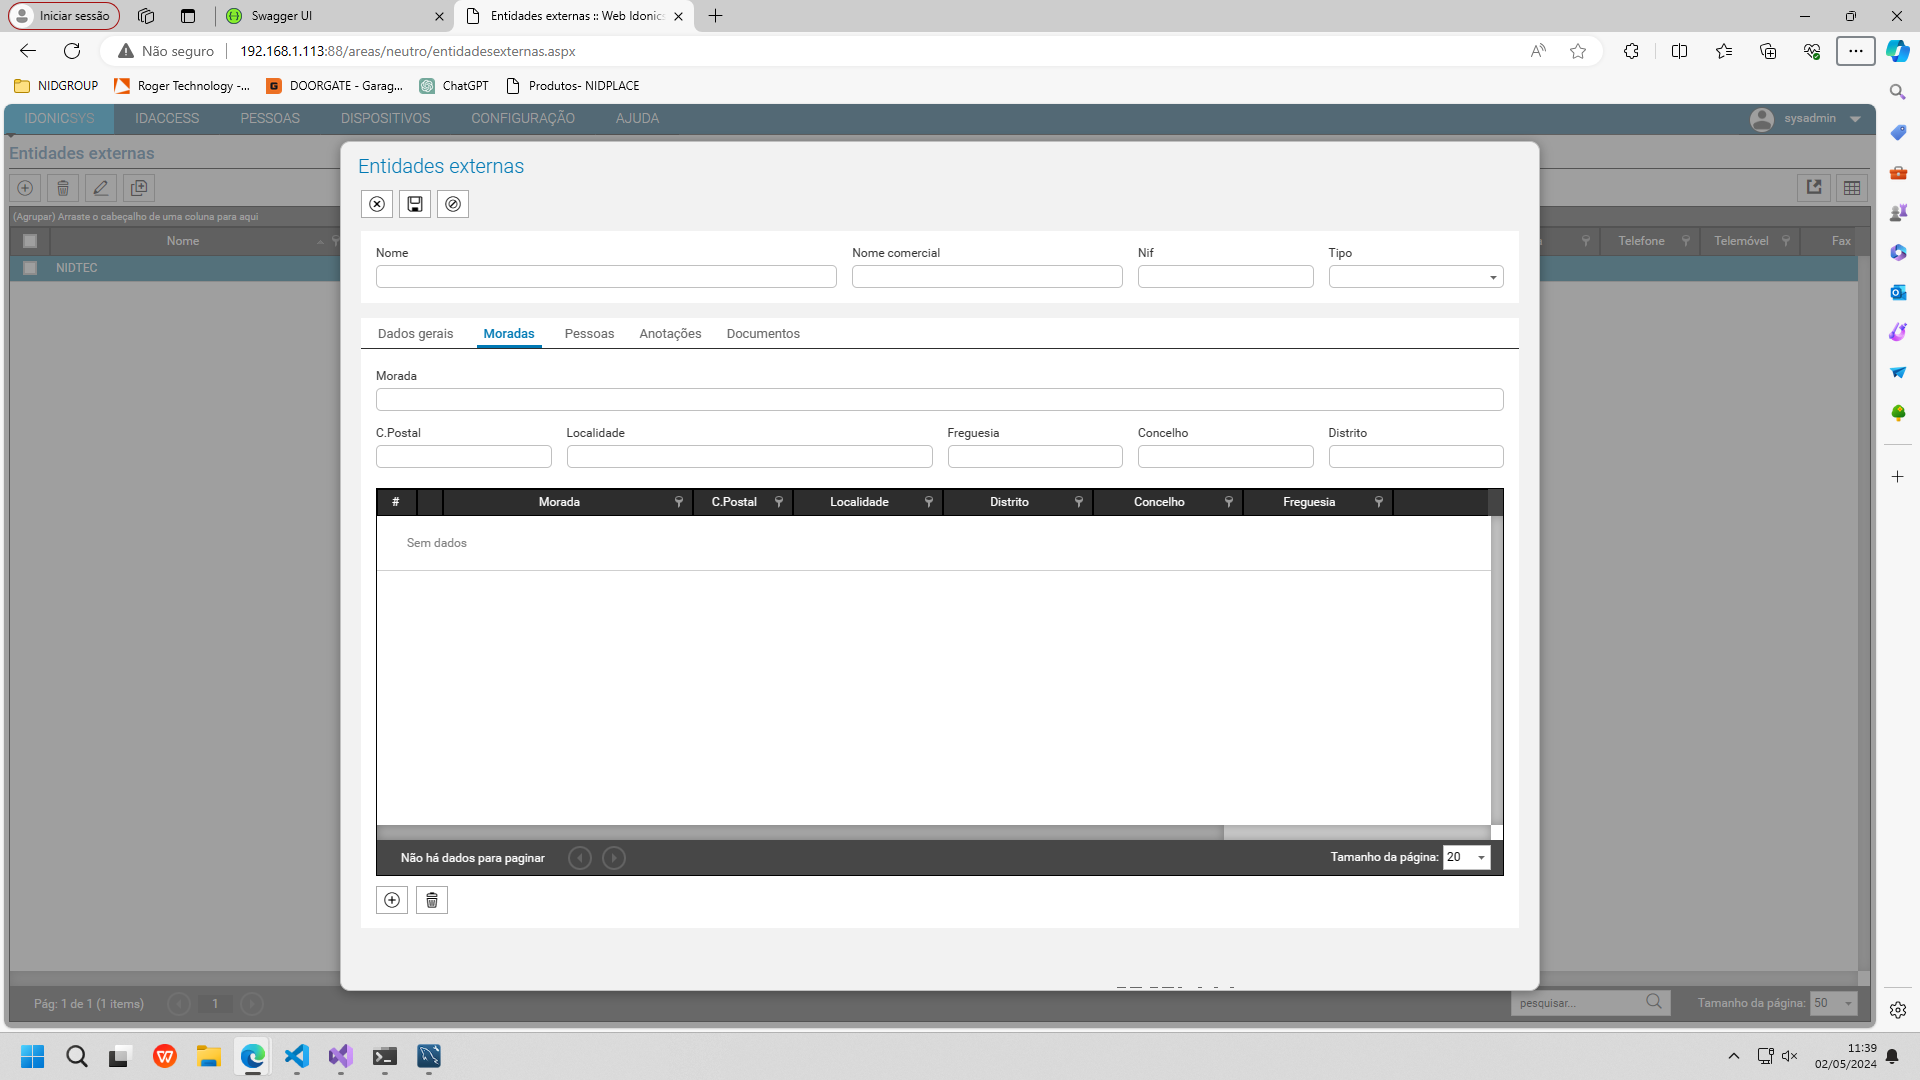 Iniciar sessão
Swagger UI
Entidades externas :: Web Idonics
Não seguro
192.168.1.113:88/areas/neutro/entidadesexternas.aspx
NIDGROUP
Roger Technology -...
DOORGATE - Garag...
ChatGPT
Produtos- NIDPLACE
IDONICSYS
IDACCESS
PESSOAS
DISPOSITIVOS
CONFIGURAÇÃO
AJUDA
sysadmin
Entidades externas
(Agrupar) Arraste o cabeçalho de uma coluna para aqui
Nome
Telefone
Telemóvel
Fax
NIDTEC
Entidades externas
Nome
Nome comercial
Nif
Tipo
Dados gerais
Moradas
Pessoas
Anotações
Documentos
Morada
C.Postal
Localidade
Freguesia
Concelho
Distrito
#
Morada
C.Postal
Localidade
Distrito
Concelho
Freguesia
Sem dados
Não há dados para paginar
Tamanho da página: 20
Pág: 1 de 1 (1 items)
1
pesquisar...
Tamanho da página: 50
11:39
02/05/2024